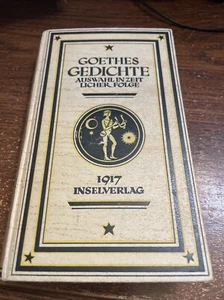 GOETHES
GEDICHTE
AUSWAHL IN ZEIT
LICHER FOLGE
1917
INSELVERLAG